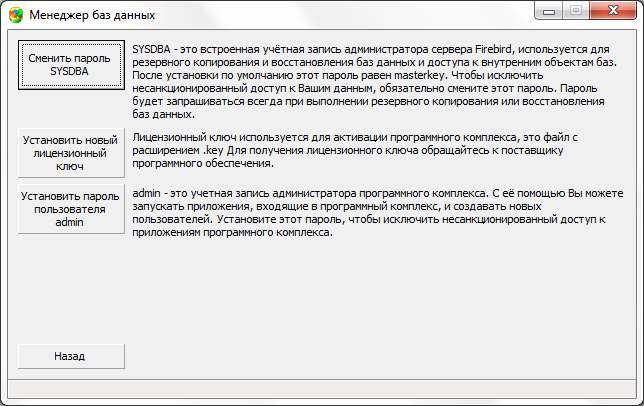 Менеджер баз данных
Сменить пароль
SYSDBA
SYSDBA - это встроенная учётная запись администратора сервера Firebird, используется для
резервного копирования и восстановления баз данных и доступа к внутренним объектам баз.
После установки по умолчанию этот пароль равен masterkey. Чтобы исключить
несанкционированный доступ к Вашим данным, обязательно смените этот пароль. Пароль
будет запрашиваться всегда при выполнении резервного копирования или восстановления
баз данных.
Установить новый
лицензионный
ключ
Лицензионный ключ используется для активации программного комплекса, это файл с
расширением .key Для получения лицензионного ключа обращайтесь к поставщику
программного обеспечения.
Установить пароль
пользователя
admin
admin - это учетная запись администратора программного комплекса. С её помощью Вы можете
запускать приложения, входящие в программный комплекс, и создавать новых
пользователей. Установите этот пароль, чтобы исключить несанкционированный доступ к
приложениям программного комплекса.
Назад